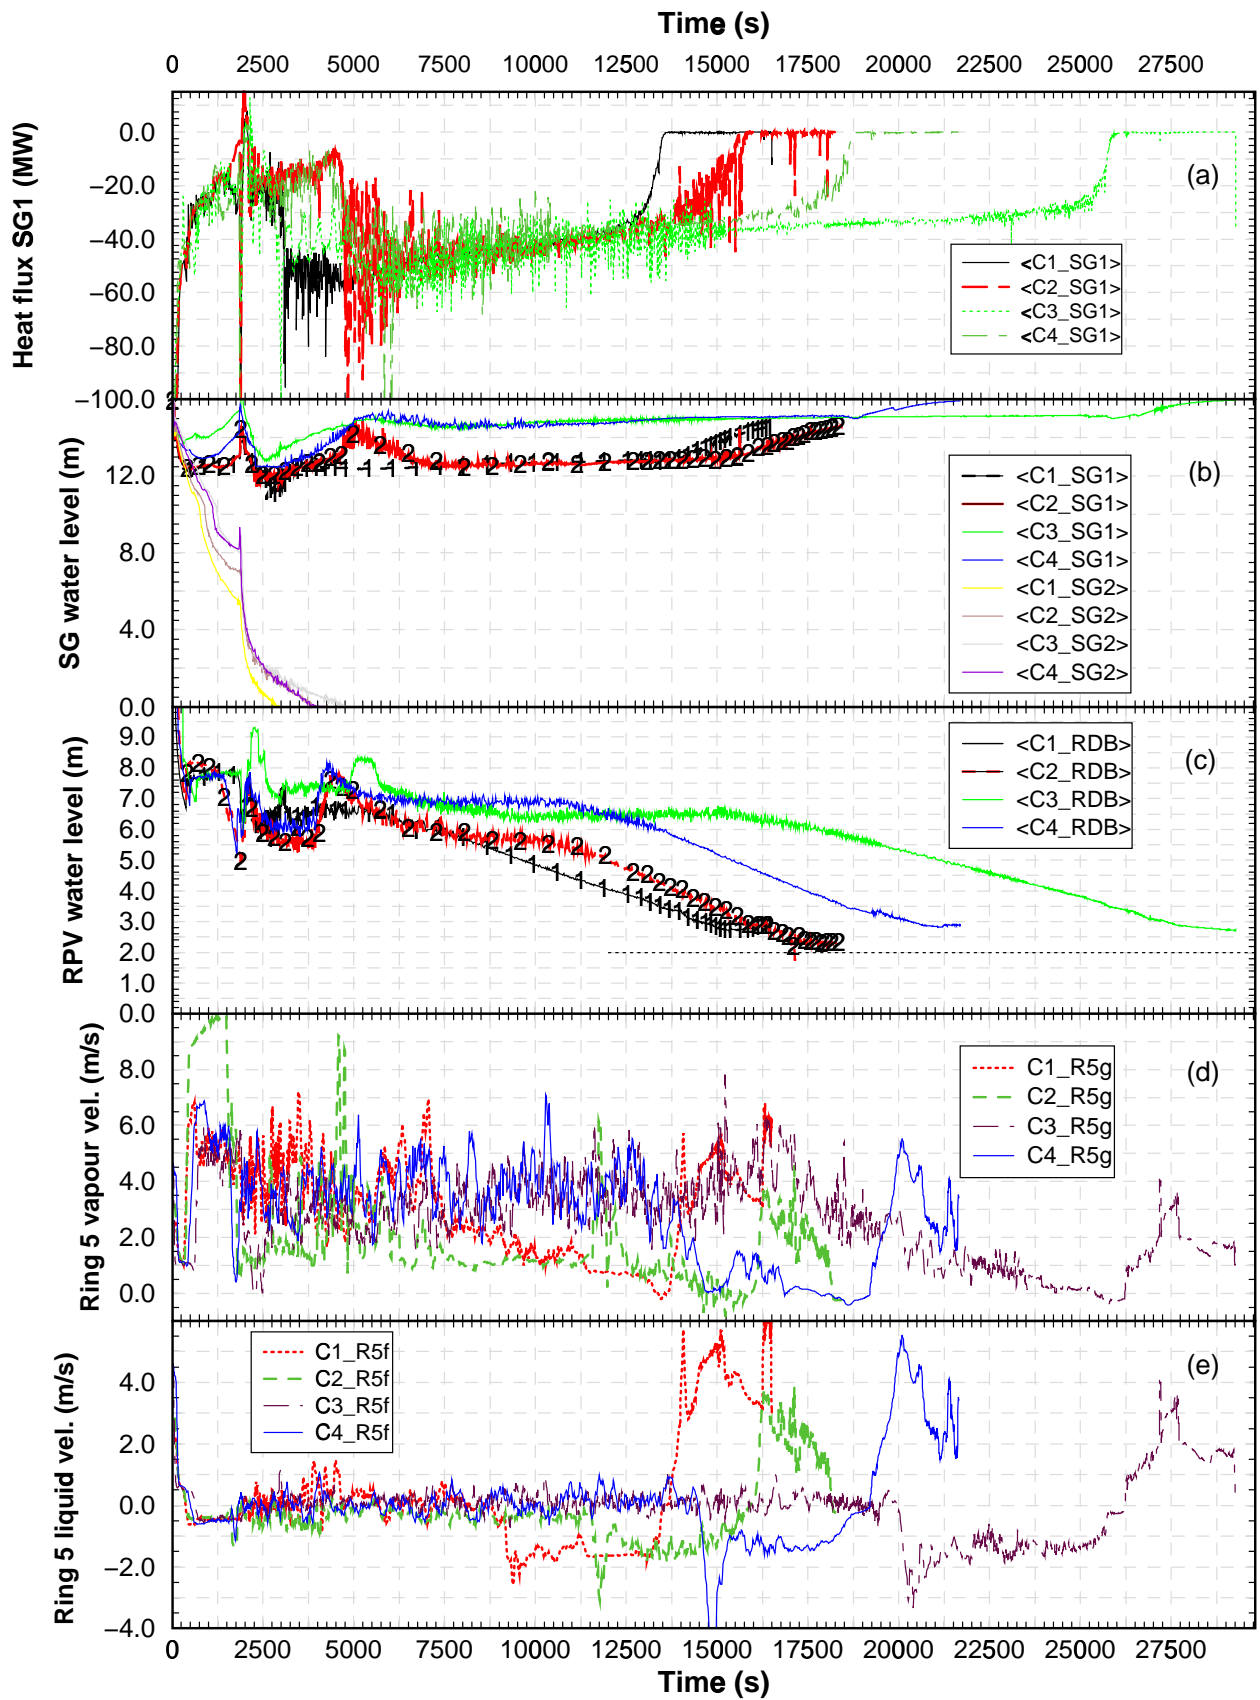 Time (s)
0 2500 5000 7500 10000 12500 15000 17500 20000 22500 25000 27500
Heat flux SG1 (MW)
0.0
−20.0
−40.0
−60.0
−80.0
−100.0
(a)
<C1_SG1>
<C2_SG1>
<C3_SG1>
<C4_SG1>
SG water level (m)
12.0
8.0
4.0
0.0
(b)
<C1_SG1>
<C2_SG1>
<C3_SG1>
<C4_SG1>
<C1_SG2>
<C2_SG2>
<C3_SG2>
<C4_SG2>
RPV water level (m)
9.0
8.0
7.0
6.0
5.0
4.0
3.0
2.0
1.0
0.0
(c)
<C1_RDB>
<C2_RDB>
<C3_RDB>
<C4_RDB>
Ring 5 vapour vel. (m/s)
8.0
6.0
4.0
2.0
0.0
(d)
C1_R5g
C2_R5g
C3_R5g
C4_R5g
Ring 5 liquid vel. (m/s)
4.0
2.0
0.0
−2.0
−4.0
(e)
C1_R5f
C2_R5f
C3_R5f
C4_R5f
0 2500 5000 7500 10000 12500 15000 17500 20000 22500 25000 27500
Time (s)